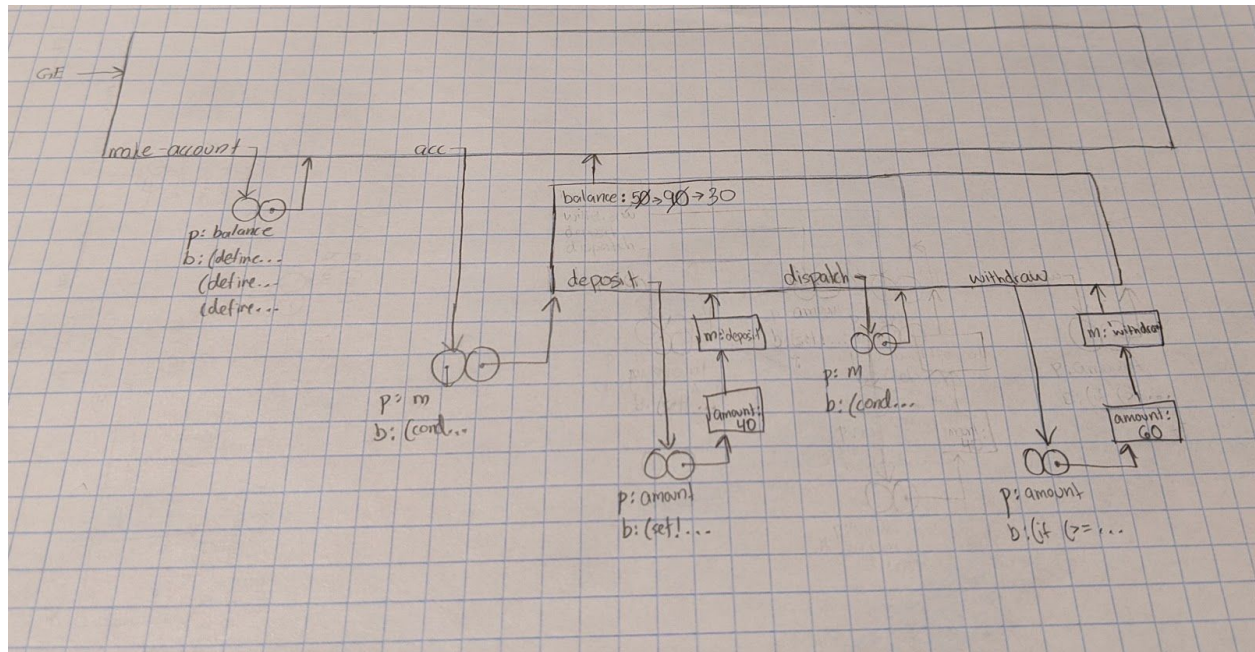 GE
make-account
acc
p: balance
b: (define...
(define...
(define...
balance: 50→90→30
deposit
dispatch
withdraw
m: 'deposit
m: 'withdraw
p: m
b: (cond...
p: m
b: (cond...
amount:
40
amount:
60
p: amount
b: (set!...
p: amount
b: (if (>=...